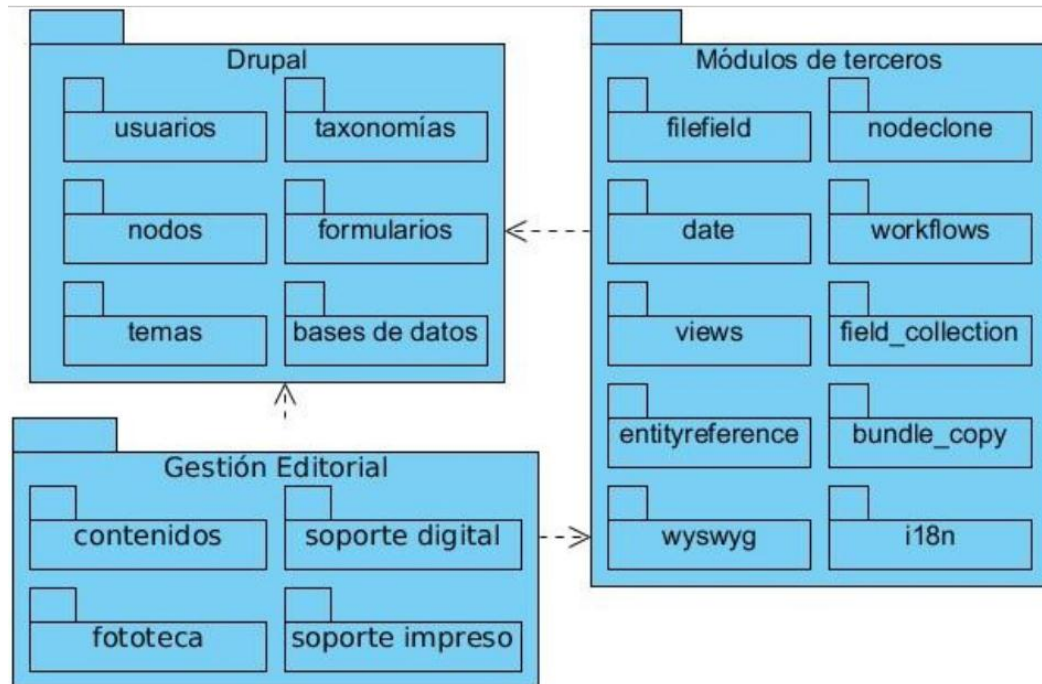 Drupal
usuarios
taxonomías
nodos
formularios
temas
bases de datos
Módulos de terceros
filefield
nodeclone
date
workflows
views
field_collection
entityreference
bundle_copy
wyswyg
i18n
Gestión Editorial
contenidos
soporte digital
fototeca
soporte impreso